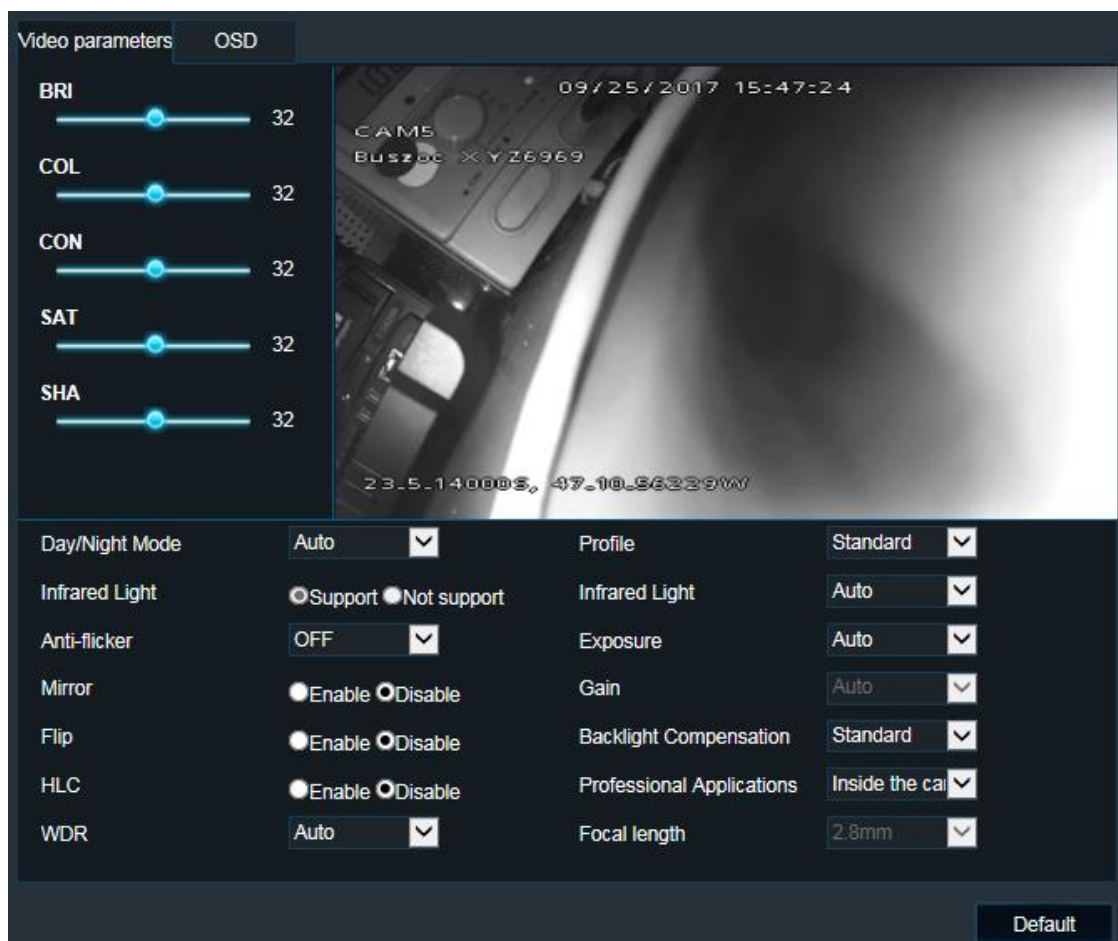 Video parameters OSD
BRI
32
COL
32
CON
32
SAT
32
SHA
32
09/25/2017 15:47:24
CAM5
Buszoc XYZ6969
23.5.14000S, 47.10.56229W
Day/Night Mode Auto Profile Standard
Infrared Light Support Not support Infrared Light Auto
Anti-flicker OFF Exposure Auto
Mirror Enable Disable Gain Auto
Flip Enable Disable Backlight Compensation Standard
HLC Enable Disable Professional Applications Inside the car
WDR Auto Focal length 2.8mm
Default